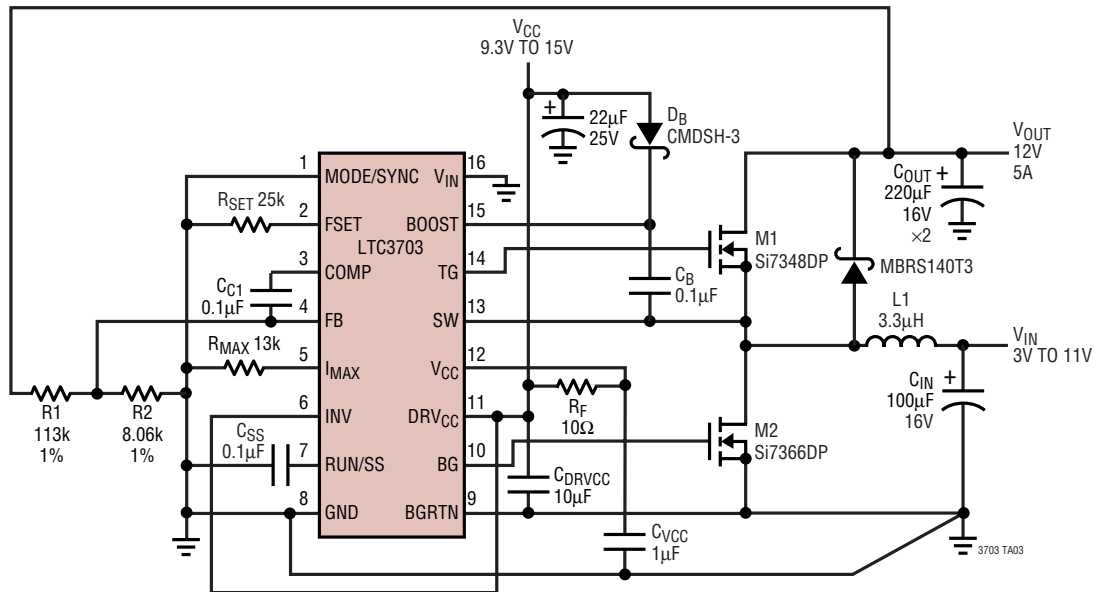 VCC
9.3V TO 15V
+
22µF
25V
DB
CMDSH-3
VOUT
12V
5A
COUT
+
220µF
16V
×2
1
MODE/SYNC
16
VIN
RSET 25k
2
FSET
15
BOOST
LTC3703
3
COMP
14
TG
M1
Si7348DP
MBRS140T3
CC1
0.1µF
4
FB
13
SW
CB
0.1µF
L1
3.3µH
VIN
3V TO 11V
RMAX 13k
5
IMAX
12
VCC
CIN
+
100µF
16V
R1
113k
1%
R2
8.06k
1%
6
INV
11
DRVCC
RF
10Ω
M2
Si7366DP
CSS
0.1µF
7
RUN/SS
10
BG
CDRVCC
10µF
8
GND
9
BGRTN
CVCC
1µF
3703 TA03